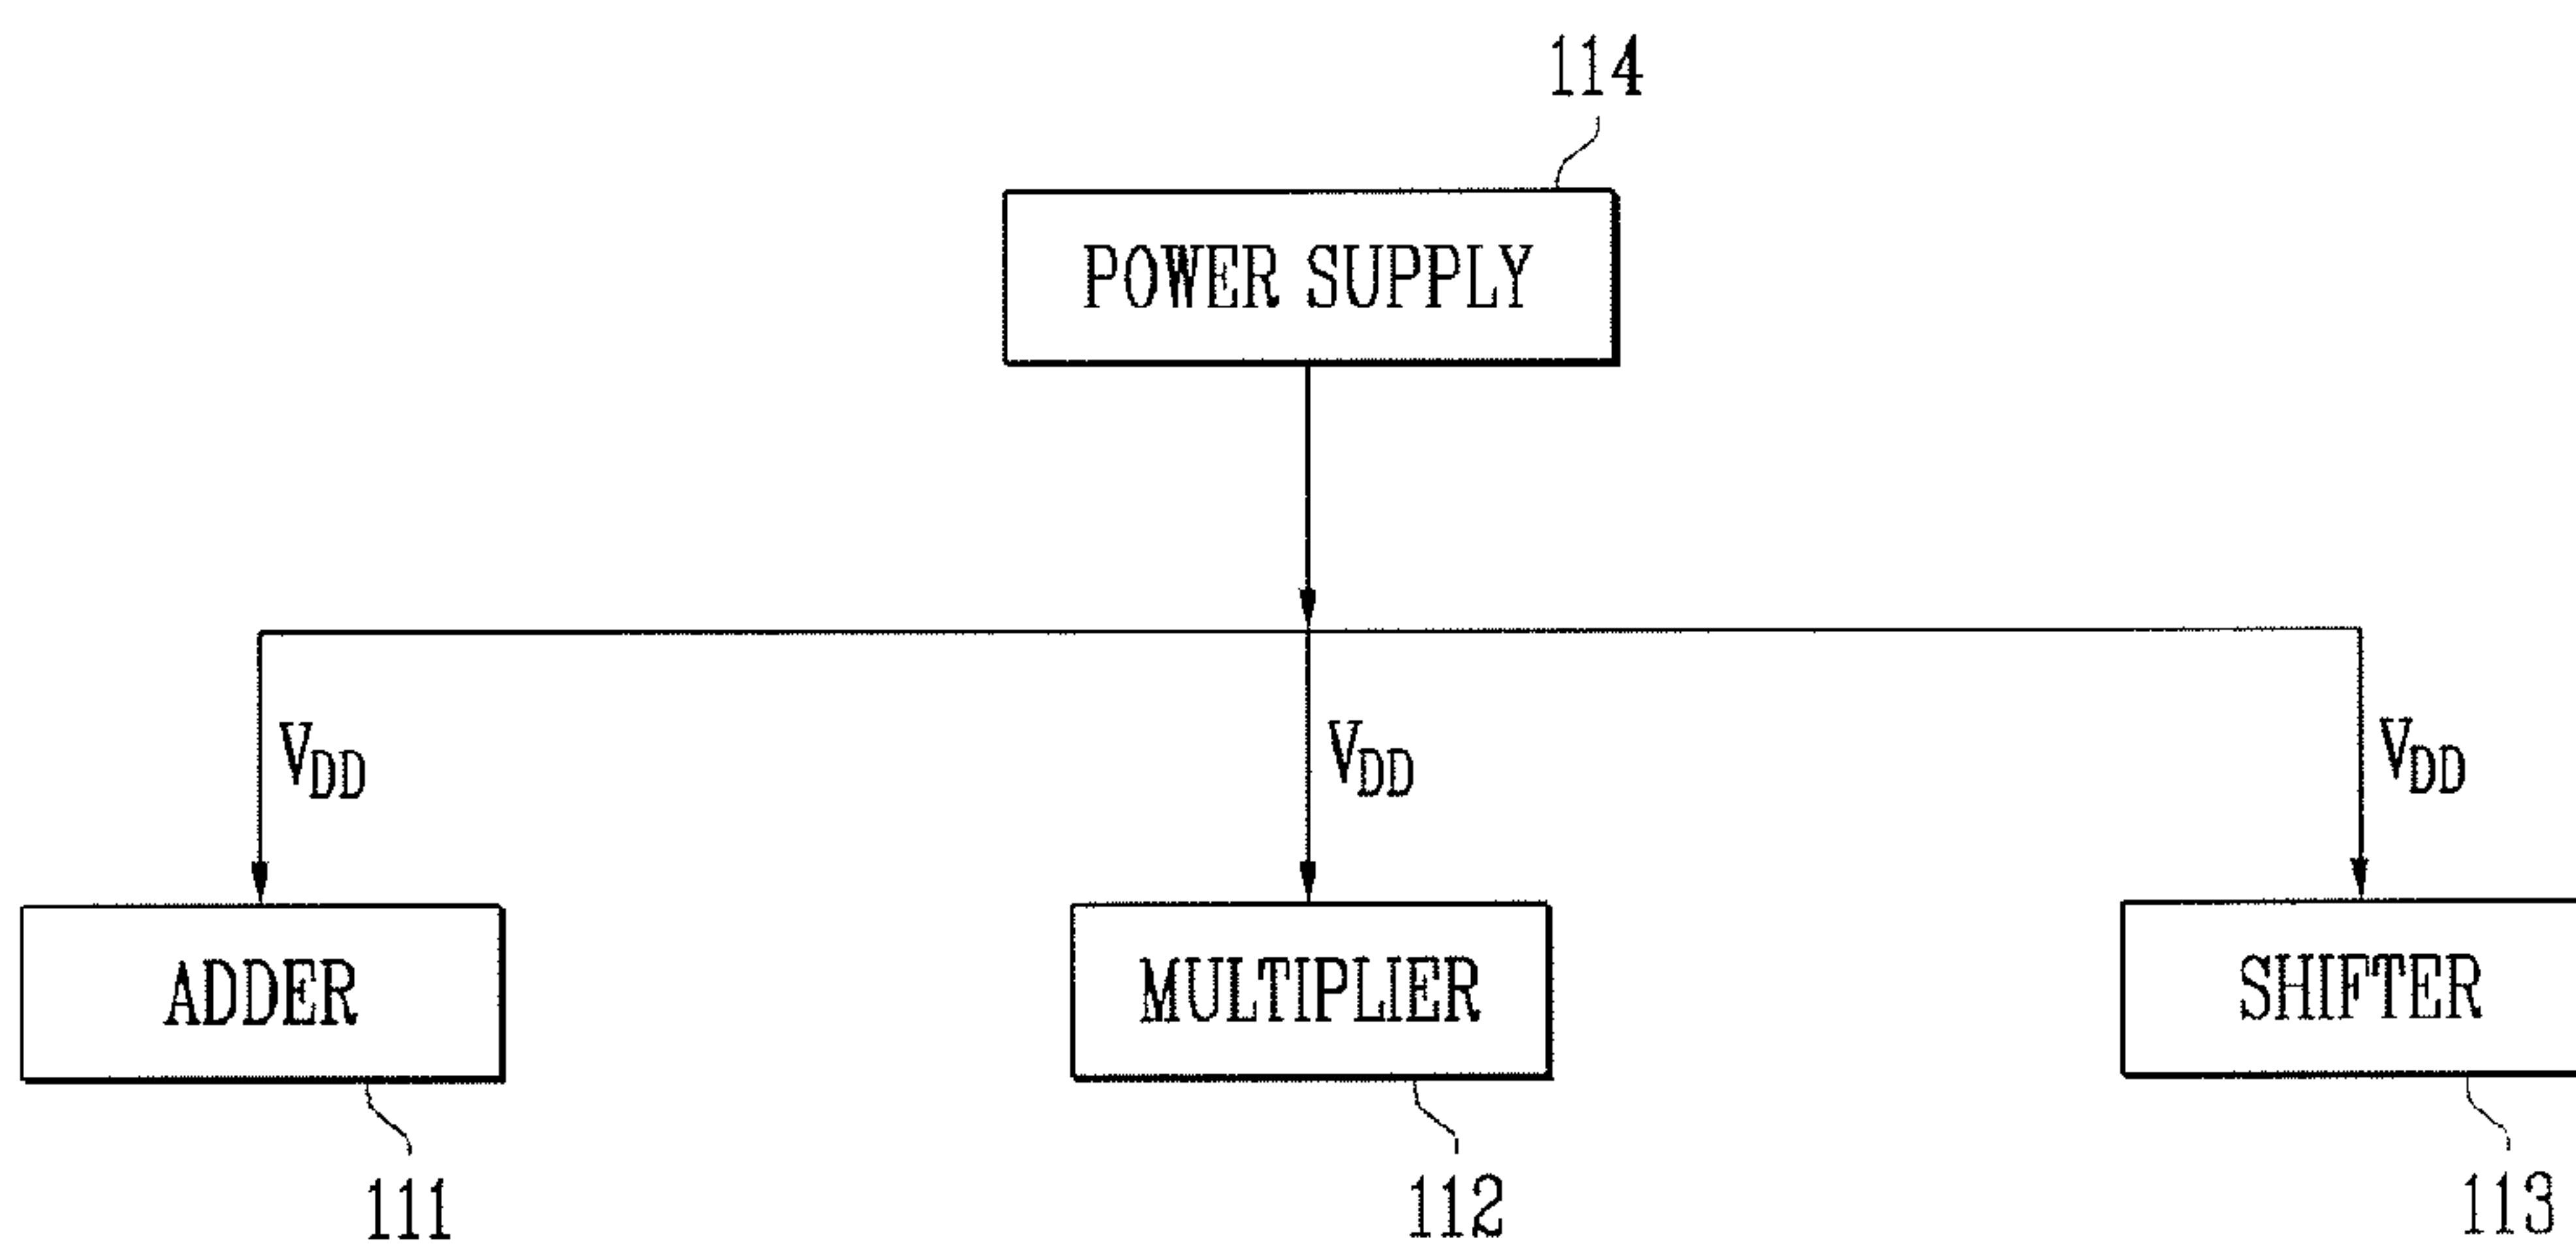 114
POWER SUPPLY
VDD VDD VDD
ADDER MULTIPLIER SHIFTER
111 112 113